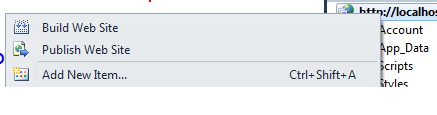 http://localhos
Build Web Site
Account
Publish Web Site
App_Data
Scripts
Add New Item... Ctrl+Shift+A
Styles